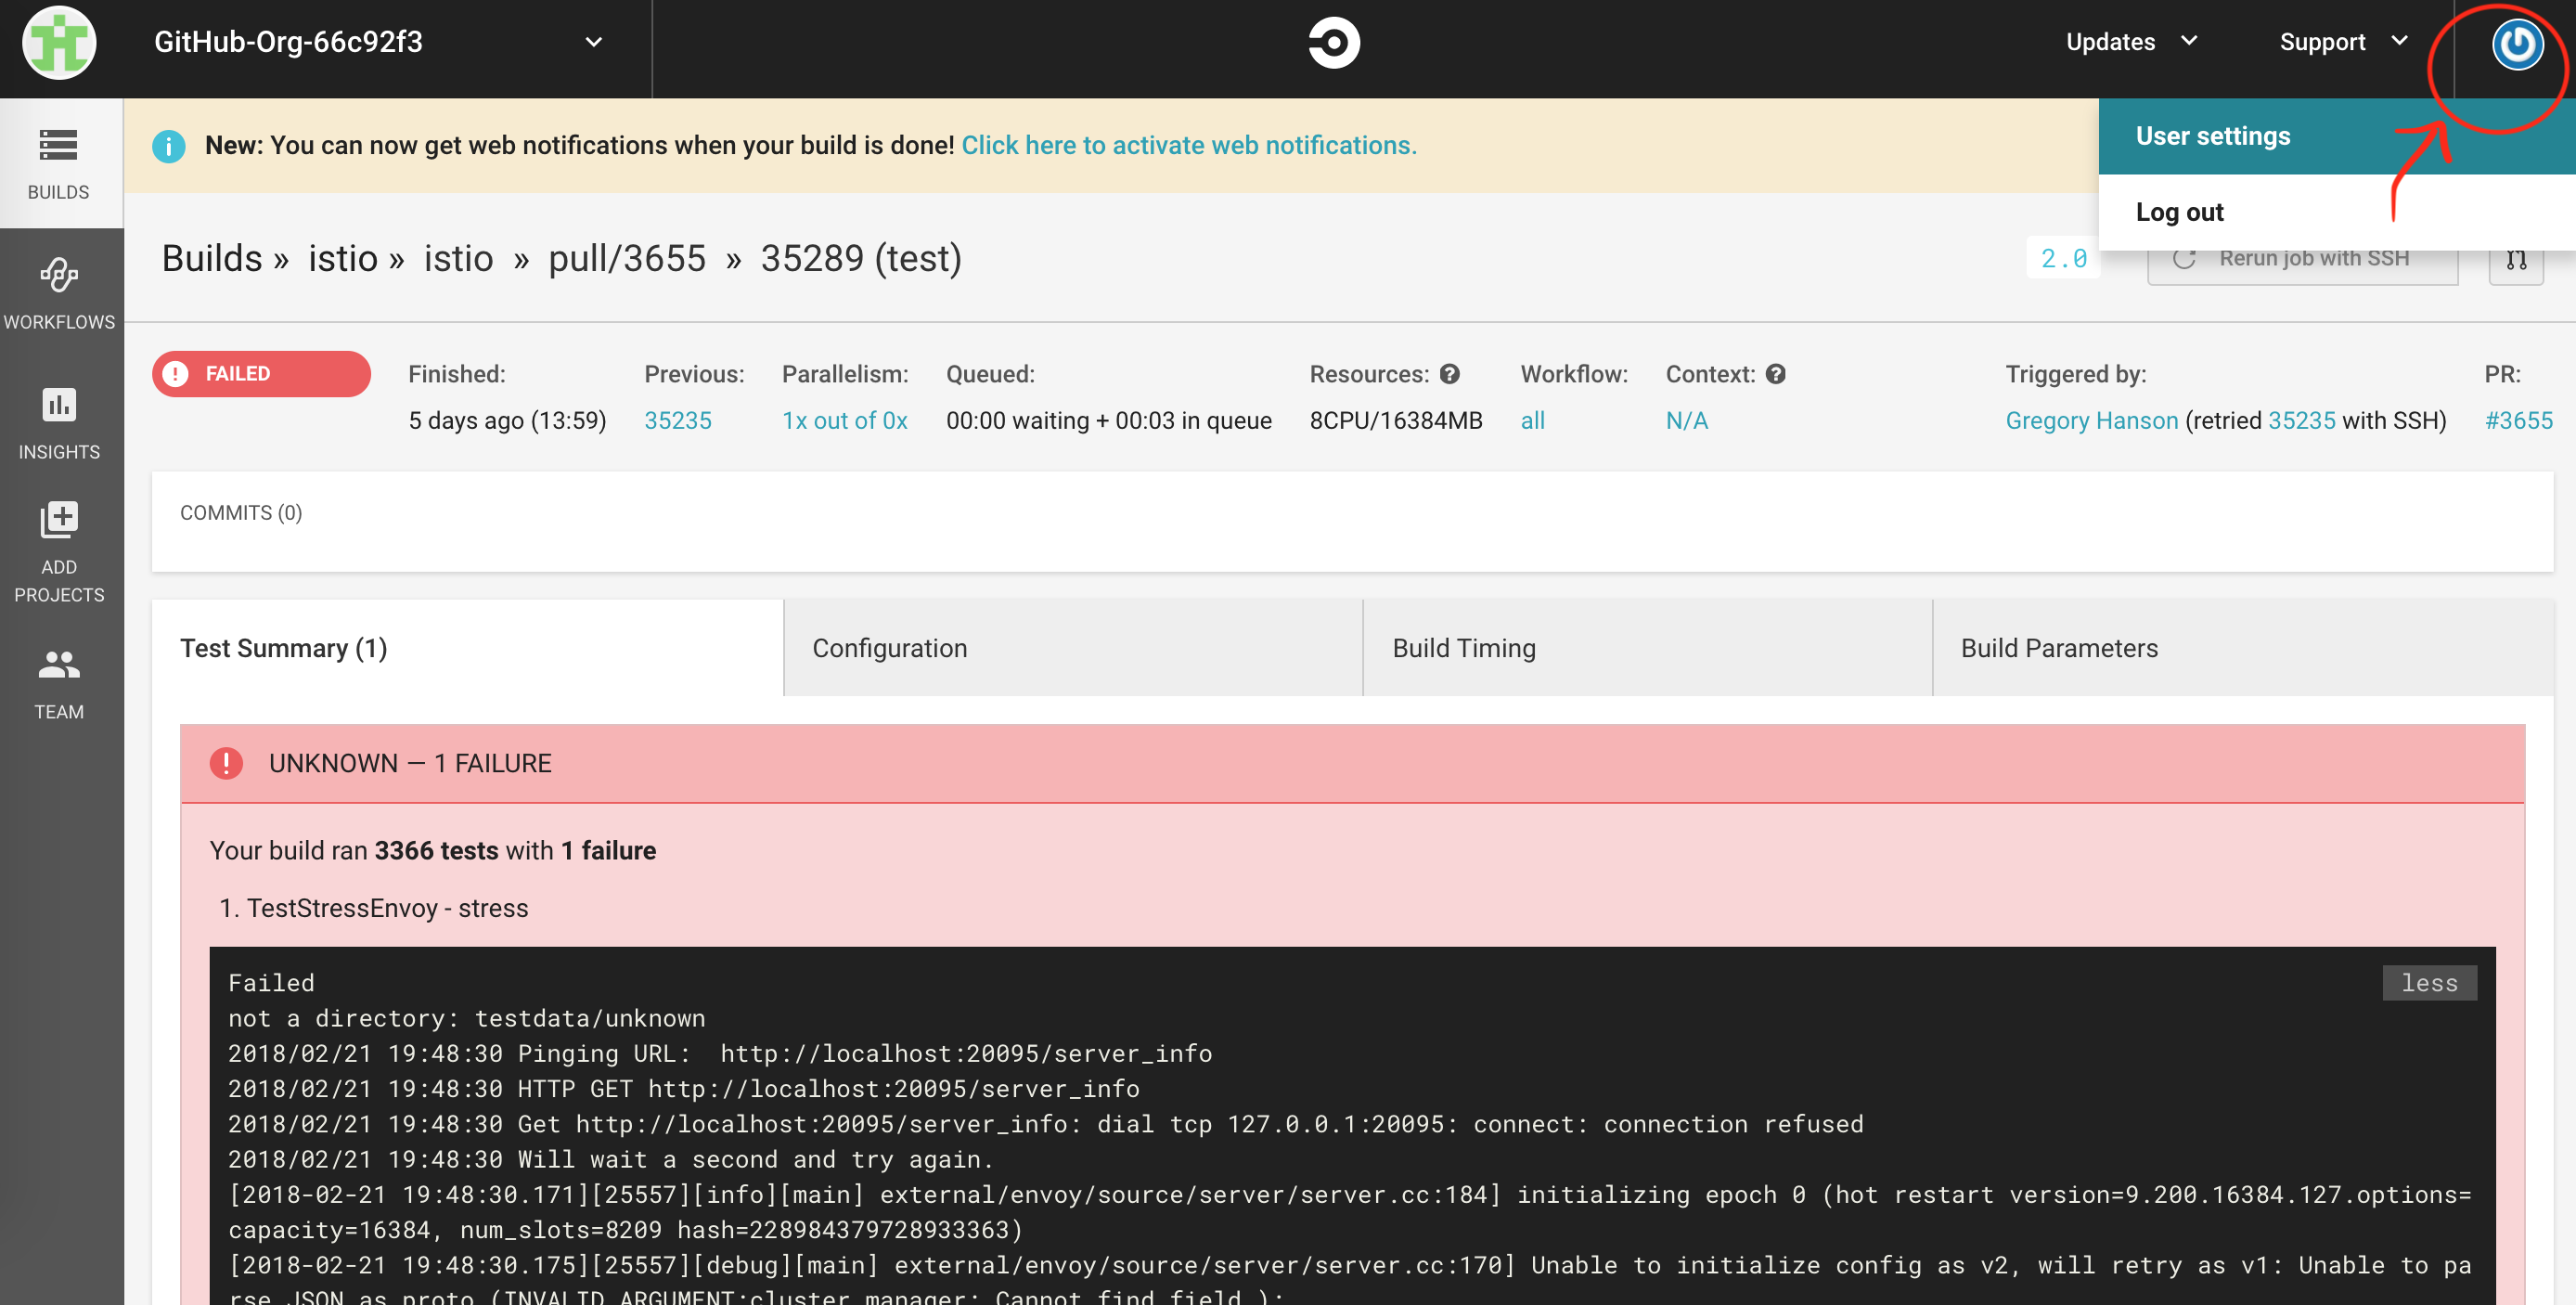 GitHub-Org-66c92f3
Updates
Support
BUILDS
WORKFLOWS
INSIGHTS
ADD
PROJECTS
TEAM
New: You can now get web notifications when your build is done! Click here to activate web notifications.
User settings
Log out
Builds » istio » istio » pull/3655 » 35289 (test)
2.0
Rerun job with SSH
FAILED
Finished:
5 days ago (13:59)
Previous:
35235
Parallelism:
1x out of 0x
Queued:
00:00 waiting + 00:03 in queue
Resources:
8CPU/16384MB
Workflow:
all
Context:
N/A
Triggered by:
Gregory Hanson (retried 35235 with SSH)
PR:
#3655
COMMITS (0)
Test Summary (1)
Configuration
Build Timing
Build Parameters
UNKNOWN — 1 FAILURE
Your build ran 3366 tests with 1 failure
1. TestStressEnvoy - stress
less
Failed
not a directory: testdata/unknown
2018/02/21 19:48:30 Pinging URL:  http://localhost:20095/server_info
2018/02/21 19:48:30 HTTP GET http://localhost:20095/server_info
2018/02/21 19:48:30 Get http://localhost:20095/server_info: dial tcp 127.0.0.1:20095: connect: connection refused
2018/02/21 19:48:30 Will wait a second and try again.
[2018-02-21 19:48:30.171][25557][info][main] external/envoy/source/server/server.cc:184] initializing epoch 0 (hot restart version=9.200.16384.127.options=
capacity=16384, num_slots=8209 hash=228984379728933363)
[2018-02-21 19:48:30.175][25557][debug][main] external/envoy/source/server/server.cc:170] Unable to initialize config as v2, will retry as v1: Unable to pa
rse JSON as proto (INVALID_ARGUMENT:cluster_manager: Cannot find field.):